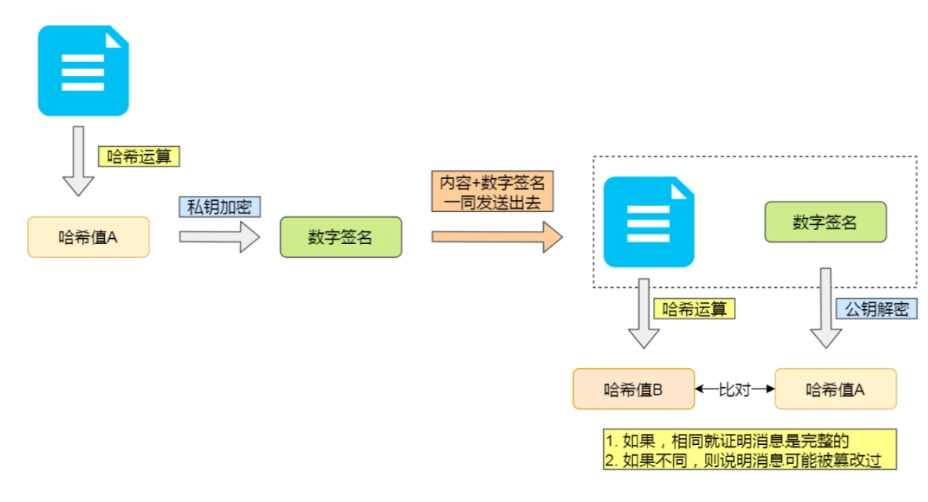 哈希运算
哈希值A
私钥加密
数字签名
内容+数字签名
一同发送出去
数字签名
哈希运算
公钥解密
哈希值B
比对
哈希值A
1. 如果，相同就证明消息是完整的
2. 如果不同，则说明消息可能被篡改过